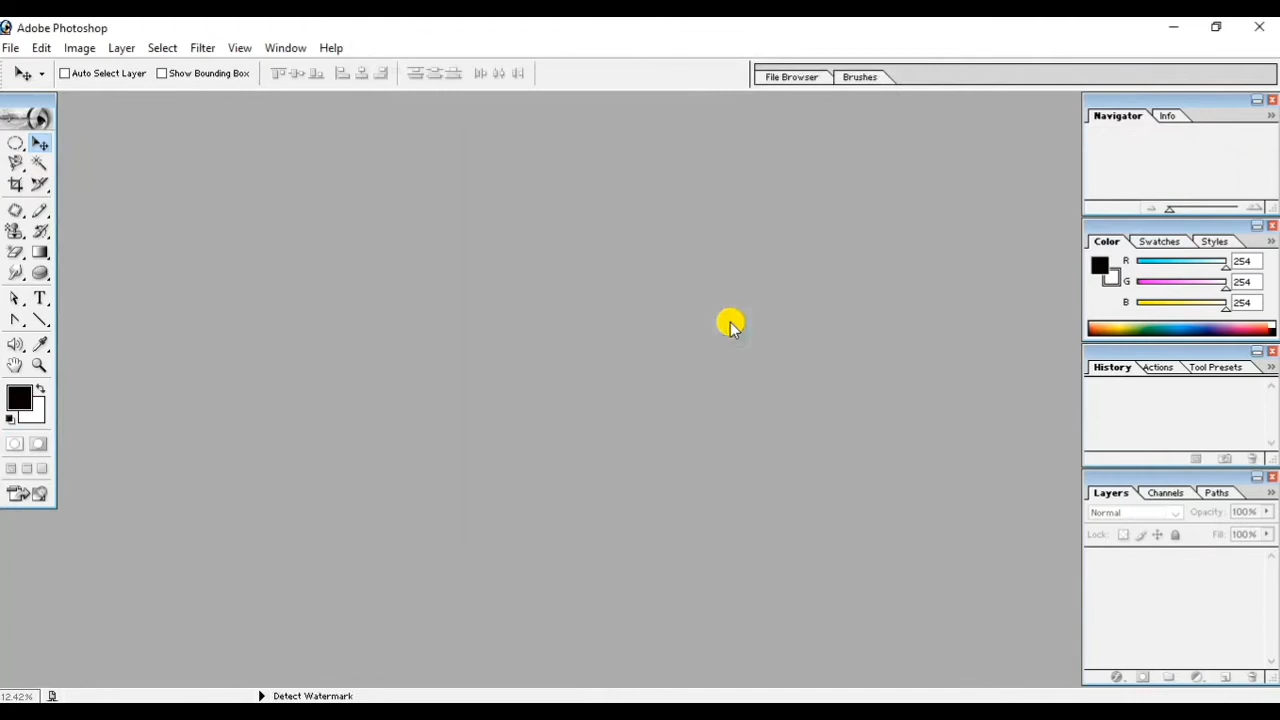 Adobe Photoshop
File Edit Image Layer Select Filter View Window Help
Auto Select Layer Show Bounding Box File Browser Brushes
Navigator Info
Color Swatches Styles
R 254
G 254
B 254
History Actions Tool Presets
Layers Channels Paths
Normal Opacity: 100%
Lock: Fill: 100%
12.42% Detect Watermark